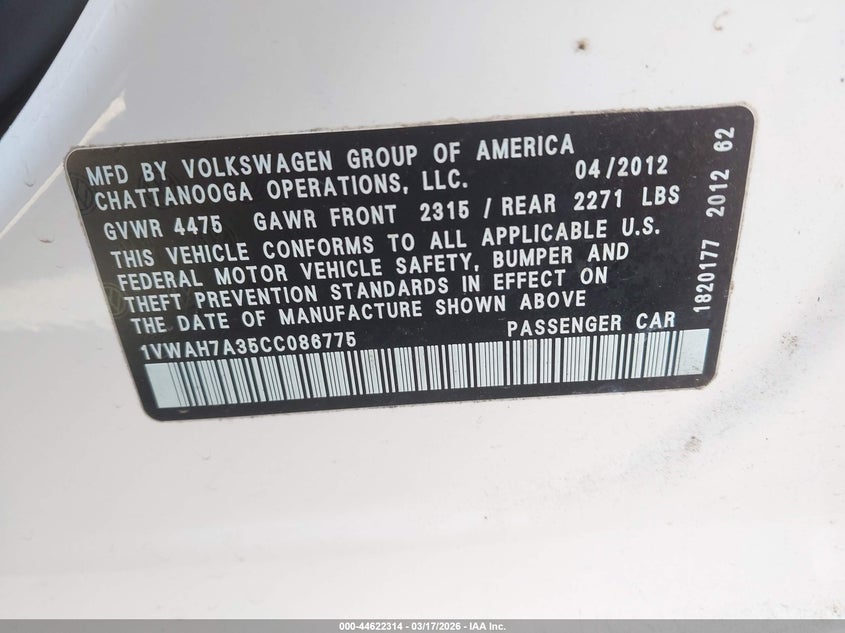 MFD BY VOLKSWAGEN GROUP OF AMERICA
CHATTANOOGA OPERATIONS, LLC. 04/2012
GVWR 4475 GAWR FRONT 2315 / REAR 2271 LBS
THIS VEHICLE CONFORMS TO ALL APPLICABLE U.S.
FEDERAL MOTOR VEHICLE SAFETY, BUMPER AND
THEFT PREVENTION STANDARDS IN EFFECT ON
THE DATE OF MANUFACTURE SHOWN ABOVE
1VWAH7A35CC086775 PASSENGER CAR
1820177 2012 62
000-44622314 | 03/17/2026 | IAA Inc.